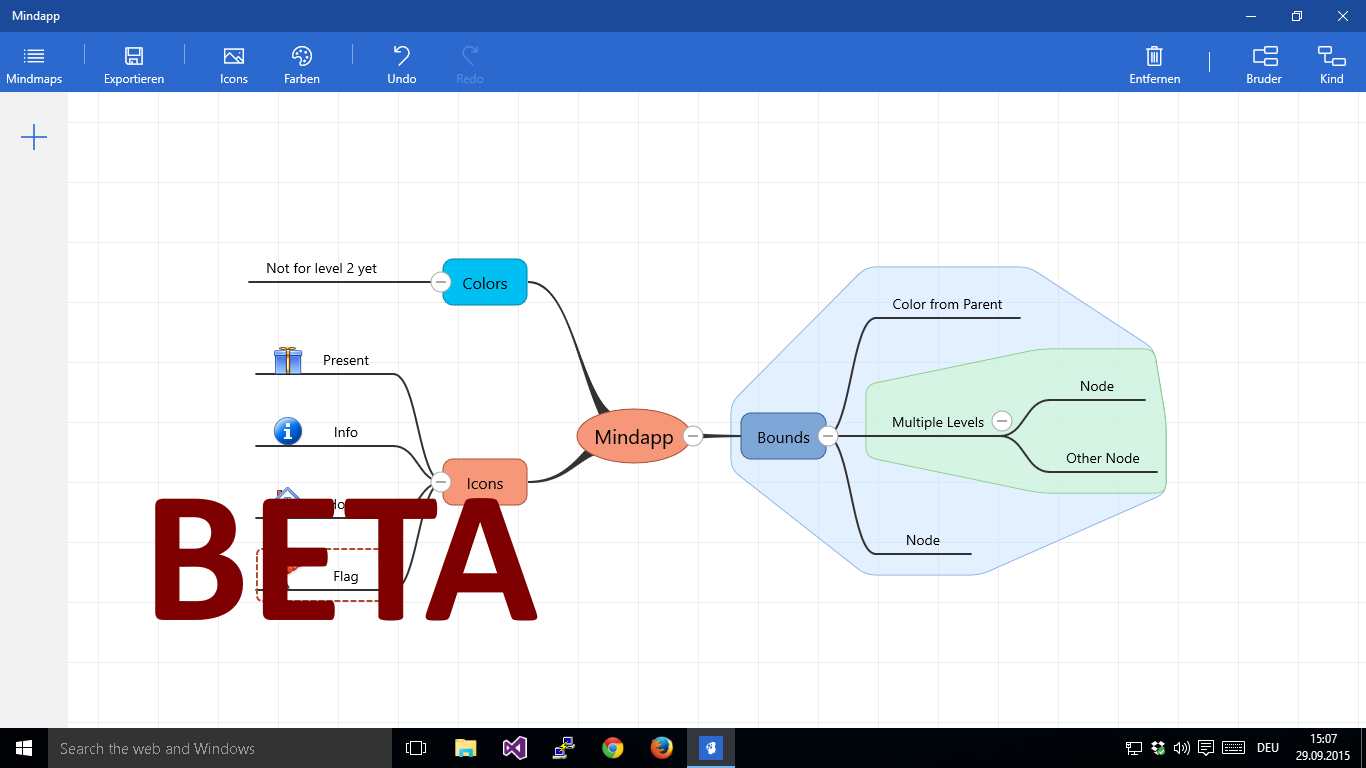 Mindapp
Mindmaps
Exportieren
Icons
Farben
Undo
Redo
Entfernen
Bruder
Kind
Not for level 2 yet
Colors
Color from Parent
Present
Node
Multiple Levels
Info
Mindapp
Bounds
Other Node
Icons
BETA
Node
Flag
Search the web and Windows
DEU
15:07
29.09.2015